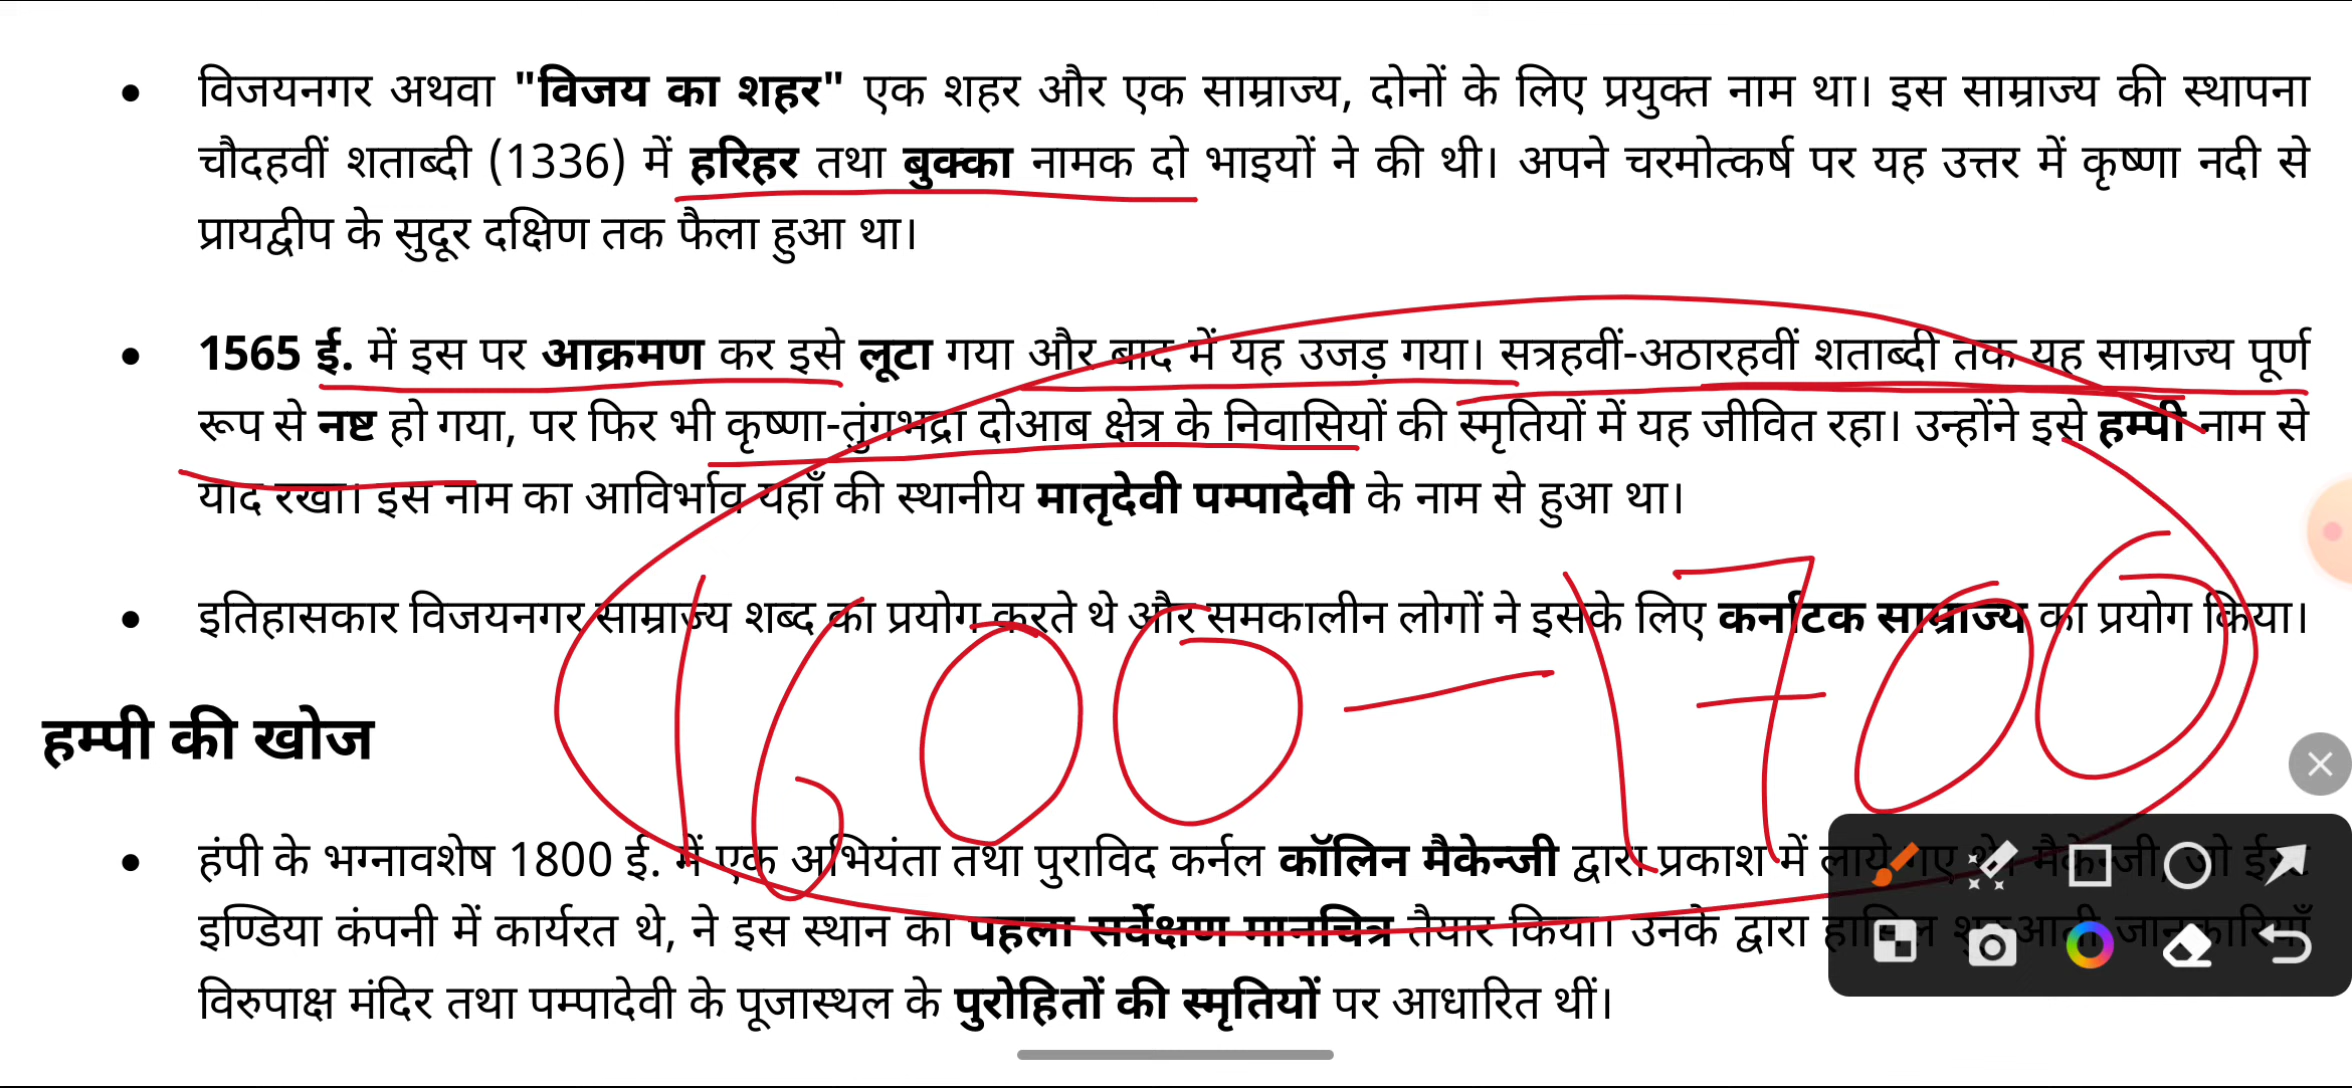 विजयनगर अथवा "विजय का शहर" एक शहर और एक साम्राज्य, दोनों के लिए प्रयुक्त नाम था। इस साम्राज्य की स्थापना
चौदहवीं शताब्दी (1336) में हरिहर तथा बुक्का नामक दो भाइयों ने की थी। अपने चरमोत्कर्ष पर यह उत्तर में कृष्णा नदी से
प्रायद्वीप के सुदूर दक्षिण तक फैला हुआ था।
1565 ई. में इस पर आक्रमण कर इसे लूटा गया और बाद में यह उजड़ गया। सत्रहवीं-अठारहवीं शताब्दी तक यह साम्राज्य पूर्ण
रूप से नष्ट हो गया, पर फिर भी कृष्णा-तुंगभद्रा दोआब क्षेत्र के निवासियों की स्मृतियों में यह जीवित रहा। उन्होंने इसे हम्पी नाम से
याद रखा। इस नाम का आविर्भाव यहाँ की स्थानीय मातृदेवी पम्पादेवी के नाम से हुआ था।
इतिहासकार विजयनगर साम्राज्य शब्द का प्रयोग करते थे और समकालीन लोगों ने इसके लिए कर्नाटक साम्राज्य का प्रयोग किया।
1600-1700
हम्पी की खोज
हंपी के भग्नावशेष 1800 ई. में एक अभियंता तथा पुराविद कर्नल कॉलिन मैकेन्जी द्वारा प्रकाश में लाये गए थे। मैकेन्जी, जो ईस्ट
इण्डिया कंपनी में कार्यरत थे, ने इस स्थान का पहला सर्वेक्षण मानचित्र तैयार किया। उनके द्वारा हासिल शुरुआती जानकारियाँ
विरुपाक्ष मंदिर तथा पम्पादेवी के पूजास्थल के पुरोहितों की स्मृतियों पर आधारित थीं।